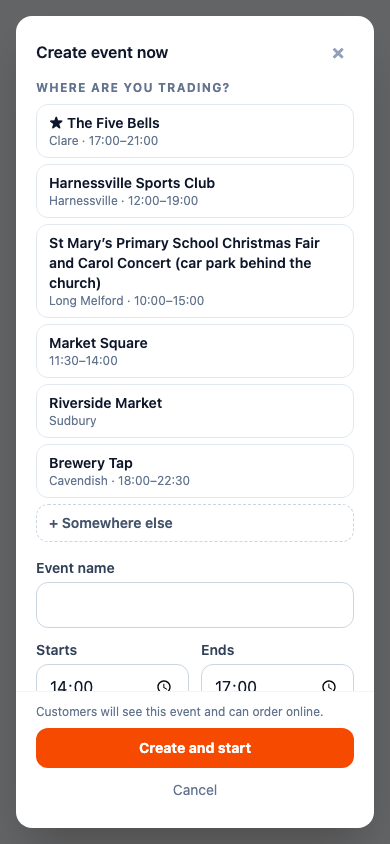 Create event now
WHERE ARE YOU TRADING?
★ The Five Bells
Clare · 17:00–21:00
Harnessville Sports Club
Harnessville · 12:00–19:00
St Mary’s Primary School Christmas Fair
and Carol Concert (car park behind the
church)
Long Melford · 10:00–15:00
Market Square
11:30–14:00
Riverside Market
Sudbury
Brewery Tap
Cavendish · 18:00–22:30
+ Somewhere else
Event name
Starts Ends
14:00 17:00
Customers will see this event and can order online.
Create and start
Cancel